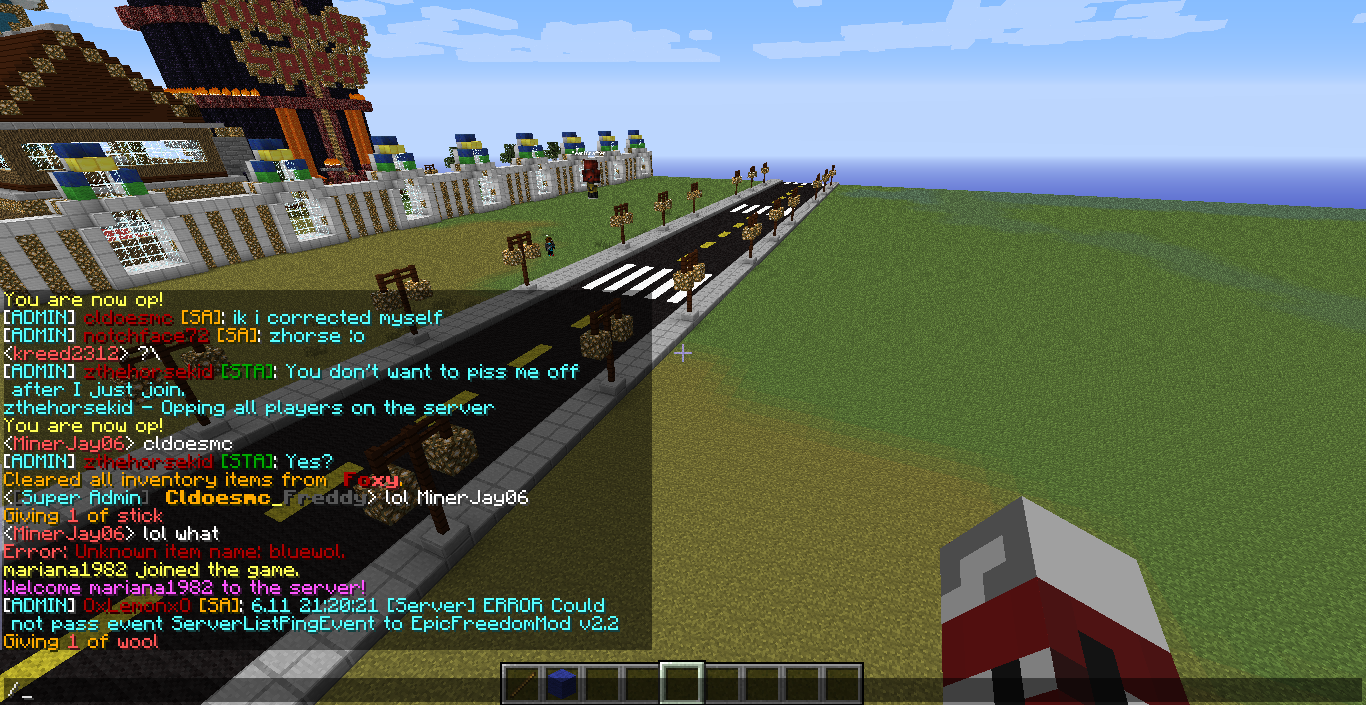 You are now op!
[ADMIN] cldoesmc [SA]: ik i corrected myself
[ADMIN] notchface72 [SA]: zhorse :o
<kreed2312> ?\
[ADMIN] zthehorsekid [STA]: You don't want to piss me off
after I just join.
zthehorsekid - Opping all players on the server
You are now op!
<MinerJay06> cldoesmc
[ADMIN] zthehorsekid [STA]: Yes?
Cleared all inventory items from Foxy.
<[Super Admin] Cldoesmc_Freddy> lol MinerJay06
Giving 1 of stick
<MinerJay06> lol what
Error: Unknown item name: bluewol.
mariana1982 joined the game.
Welcome mariana1982 to the server!
[ADMIN] 0xLemonx0 [SA]: 6.11 21:20:21 [Server] ERROR Could
not pass event ServerListPingEvent to EpicFreedomMod v2.2
Giving 1 of wool
/_